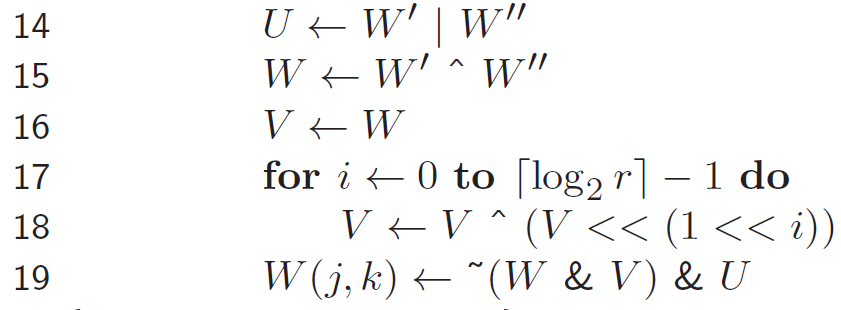 14 U ← W′ | W″
15 W ← W′ ^ W″
16 V ← W
17 for i ← 0 to ⌈log₂ r⌉ − 1 do
18 V ← V ^ (V << (1 << i))
19 W(j, k) ← ~(W & V) & U